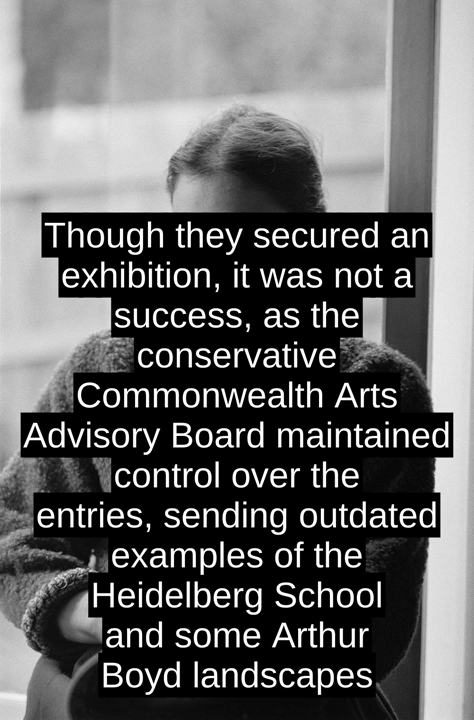 Though they secured an
exhibition, it was not a
success, as the
conservative
Commonwealth Arts
Advisory Board maintained
control over the
entries, sending outdated
examples of the
Heidelberg School
and some Arthur
Boyd landscapes